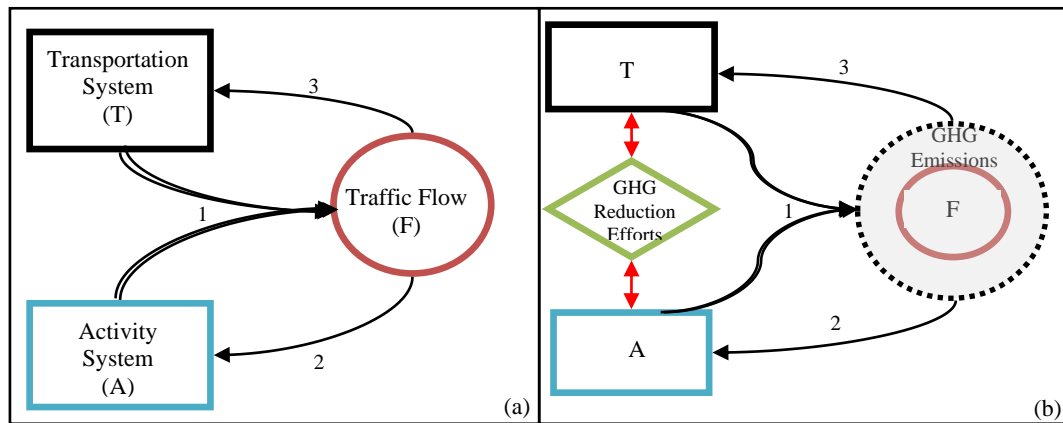 Transportation
System
(T)
3
1
Traffic Flow
(F)
Activity
System
(A)
2
(a)
T
3
GHG
Emissions
GHG
Reduction
Efforts
1
F
A
2
(b)